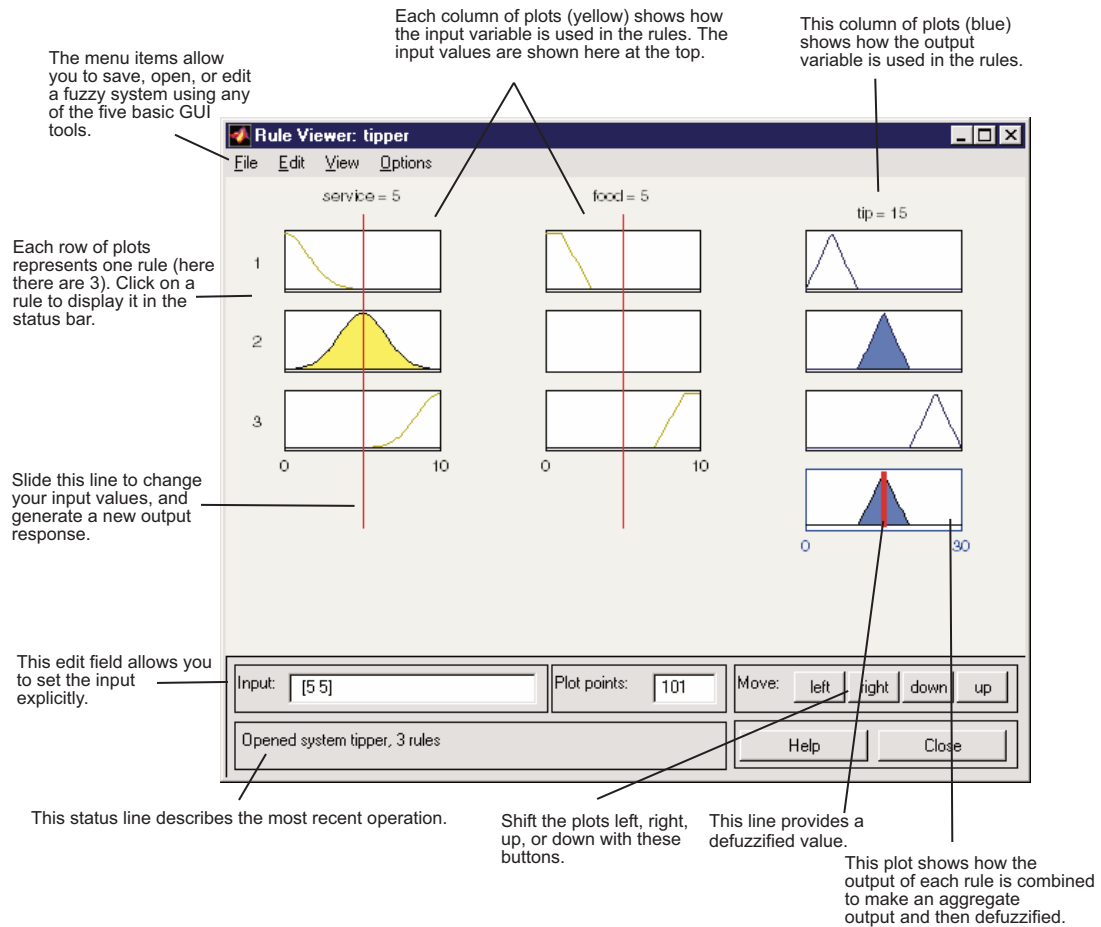 Each column of plots (yellow) shows how
the input variable is used in the rules. The
input values are shown here at the top.
This column of plots (blue)
shows how the output
variable is used in the rules.
The menu items allow
you to save, open, or edit
a fuzzy system using any
of the five basic GUI
tools.
Rule Viewer: tipper
File Edit View Options
service = 5
food = 5
tip = 15
Each row of plots
represents one rule (here
there are 3). Click on a
rule to display it in the
status bar.
1
2
3
0 10
0 10
Slide this line to change
your input values, and
generate a new output
response.
0 30
This edit field allows you
to set the input
explicitly.
Input: [5 5]
Plot points: 101
Move: left right down up
Opened system tipper, 3 rules
Help Close
This status line describes the most recent operation.
Shift the plots left, right,
up, or down with these
buttons.
This line provides a
defuzzified value.
This plot shows how the
output of each rule is combined
to make an aggregate
output and then defuzzified.